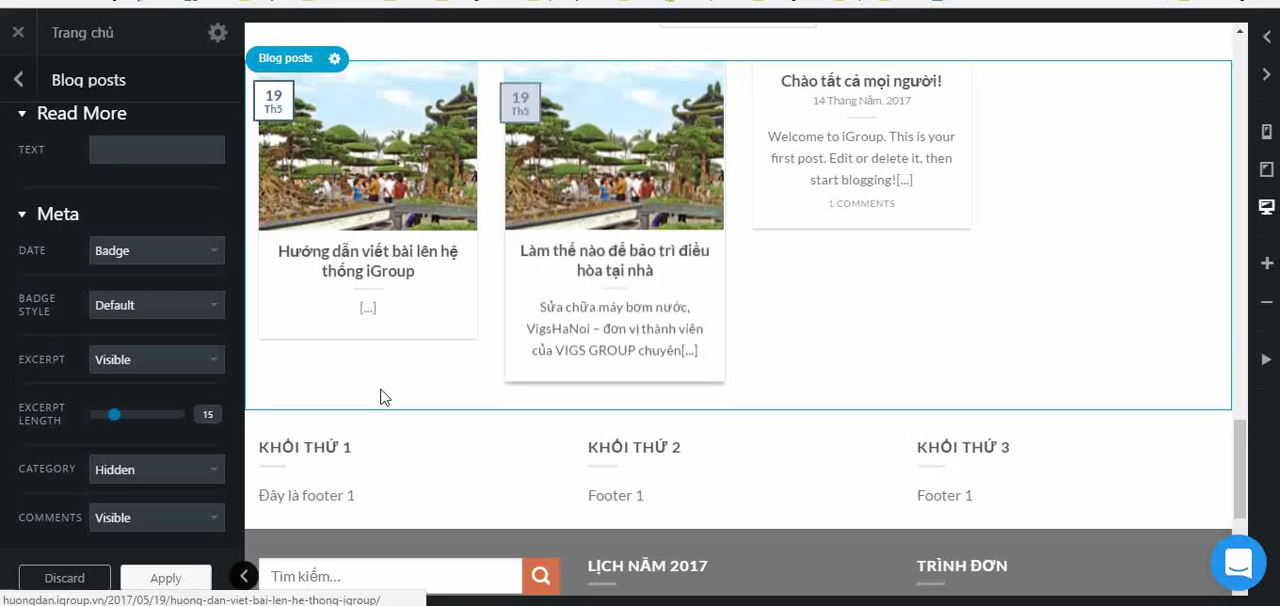 Trang chủ
Blog posts
Read More
TEXT
Meta
DATE
Badge
BADGE
STYLE
Default
EXCERPT
Visible
EXCERPT
LENGTH
15
CATEGORY
Hidden
COMMENTS
Visible
Discard
Apply
huongdan.igroup.vn/2017/05/19/huong-dan-viet-bai-len-he-thong-igroup/
Blog posts
19
Th5
Hướng dẫn viết bài lên hệ
thống iGroup
[...]
19
Th5
Làm thế nào để bảo trì điều
hòa tại nhà
Sửa chữa máy bơm nước,
VigsHaNoi – đơn vị thành viên
của VIGS GROUP chuyên[...]
Chào tất cả mọi người!
14 Tháng Năm, 2017
Welcome to iGroup. This is your
first post. Edit or delete it, then
start blogging![...]
1 COMMENTS
KHỐI THỨ 1
Đây là footer 1
KHỐI THỨ 2
Footer 1
KHỐI THỨ 3
Footer 1
Tìm kiếm...
LỊCH NĂM 2017
TRÌNH ĐƠN